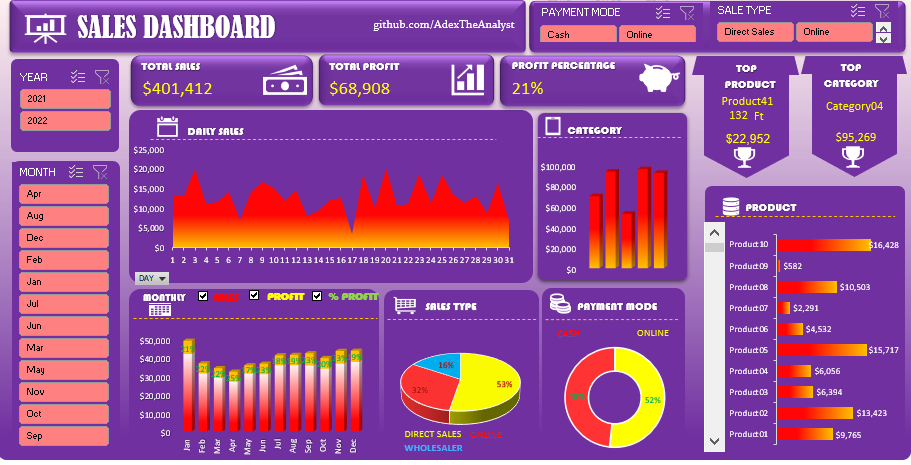 SALES DASHBOARD
github.com/AdexTheAnalyst
PAYMENT MODE
Cash
Online
SALE TYPE
Direct Sales
Online
YEAR
2021
2022
TOTAL SALES
$401,412
TOTAL PROFIT
$68,908
PROFIT PERCENTAGE
21%
TOP
PRODUCT
Product41
132 Ft
$22,952
TOP
CATEGORY
Category04
$95,269
MONTH
Apr
Aug
Dec
Feb
Jan
Jul
Jun
Mar
May
Nov
Oct
Sep
DAILY SALES
$25,000
$20,000
$15,000
$10,000
$5,000
$0
1 2 3 4 5 6 7 8 9 10 11 12 13 14 15 16 17 18 19 20 21 22 23 24 25 26 27 28 29 30 31
DAY
CATEGORY
$100,000
$80,000
$60,000
$40,000
$20,000
$0
PRODUCT
Product10 $16,428
Product09 $582
Product08 $10,503
Product07 $2,291
Product06 $4,532
Product05 $15,717
Product04 $6,056
Product03 $6,394
Product02 $13,423
Product01 $9,765
MONTHLY
SALES
PROFIT
% PROFIT
$50,000
$40,000
$30,000
$20,000
$10,000
$0
Jan Feb Mar Apr May Jun Jul Aug Sep Oct Nov Dec
SALES TYPE
16%
53%
32%
DIRECT SALES ONLINE
WHOLESALER
PAYMENT MODE
CASH
ONLINE
52%